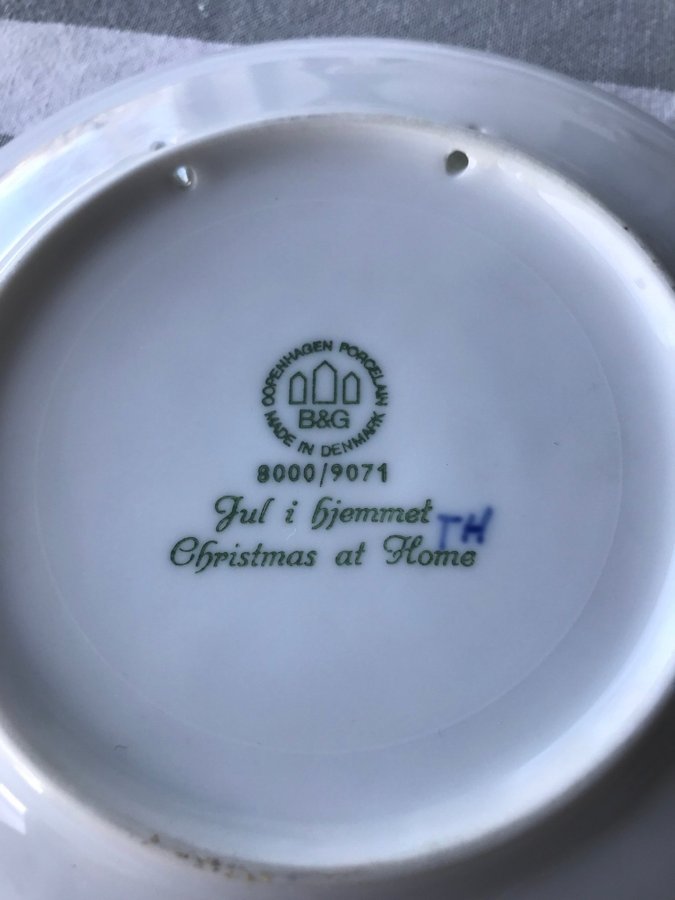 COPENHAGEN PORCELAIN
B&G
MADE IN DENMARK
8000/9071
Jul i hjemmet
TH
Christmas at Home